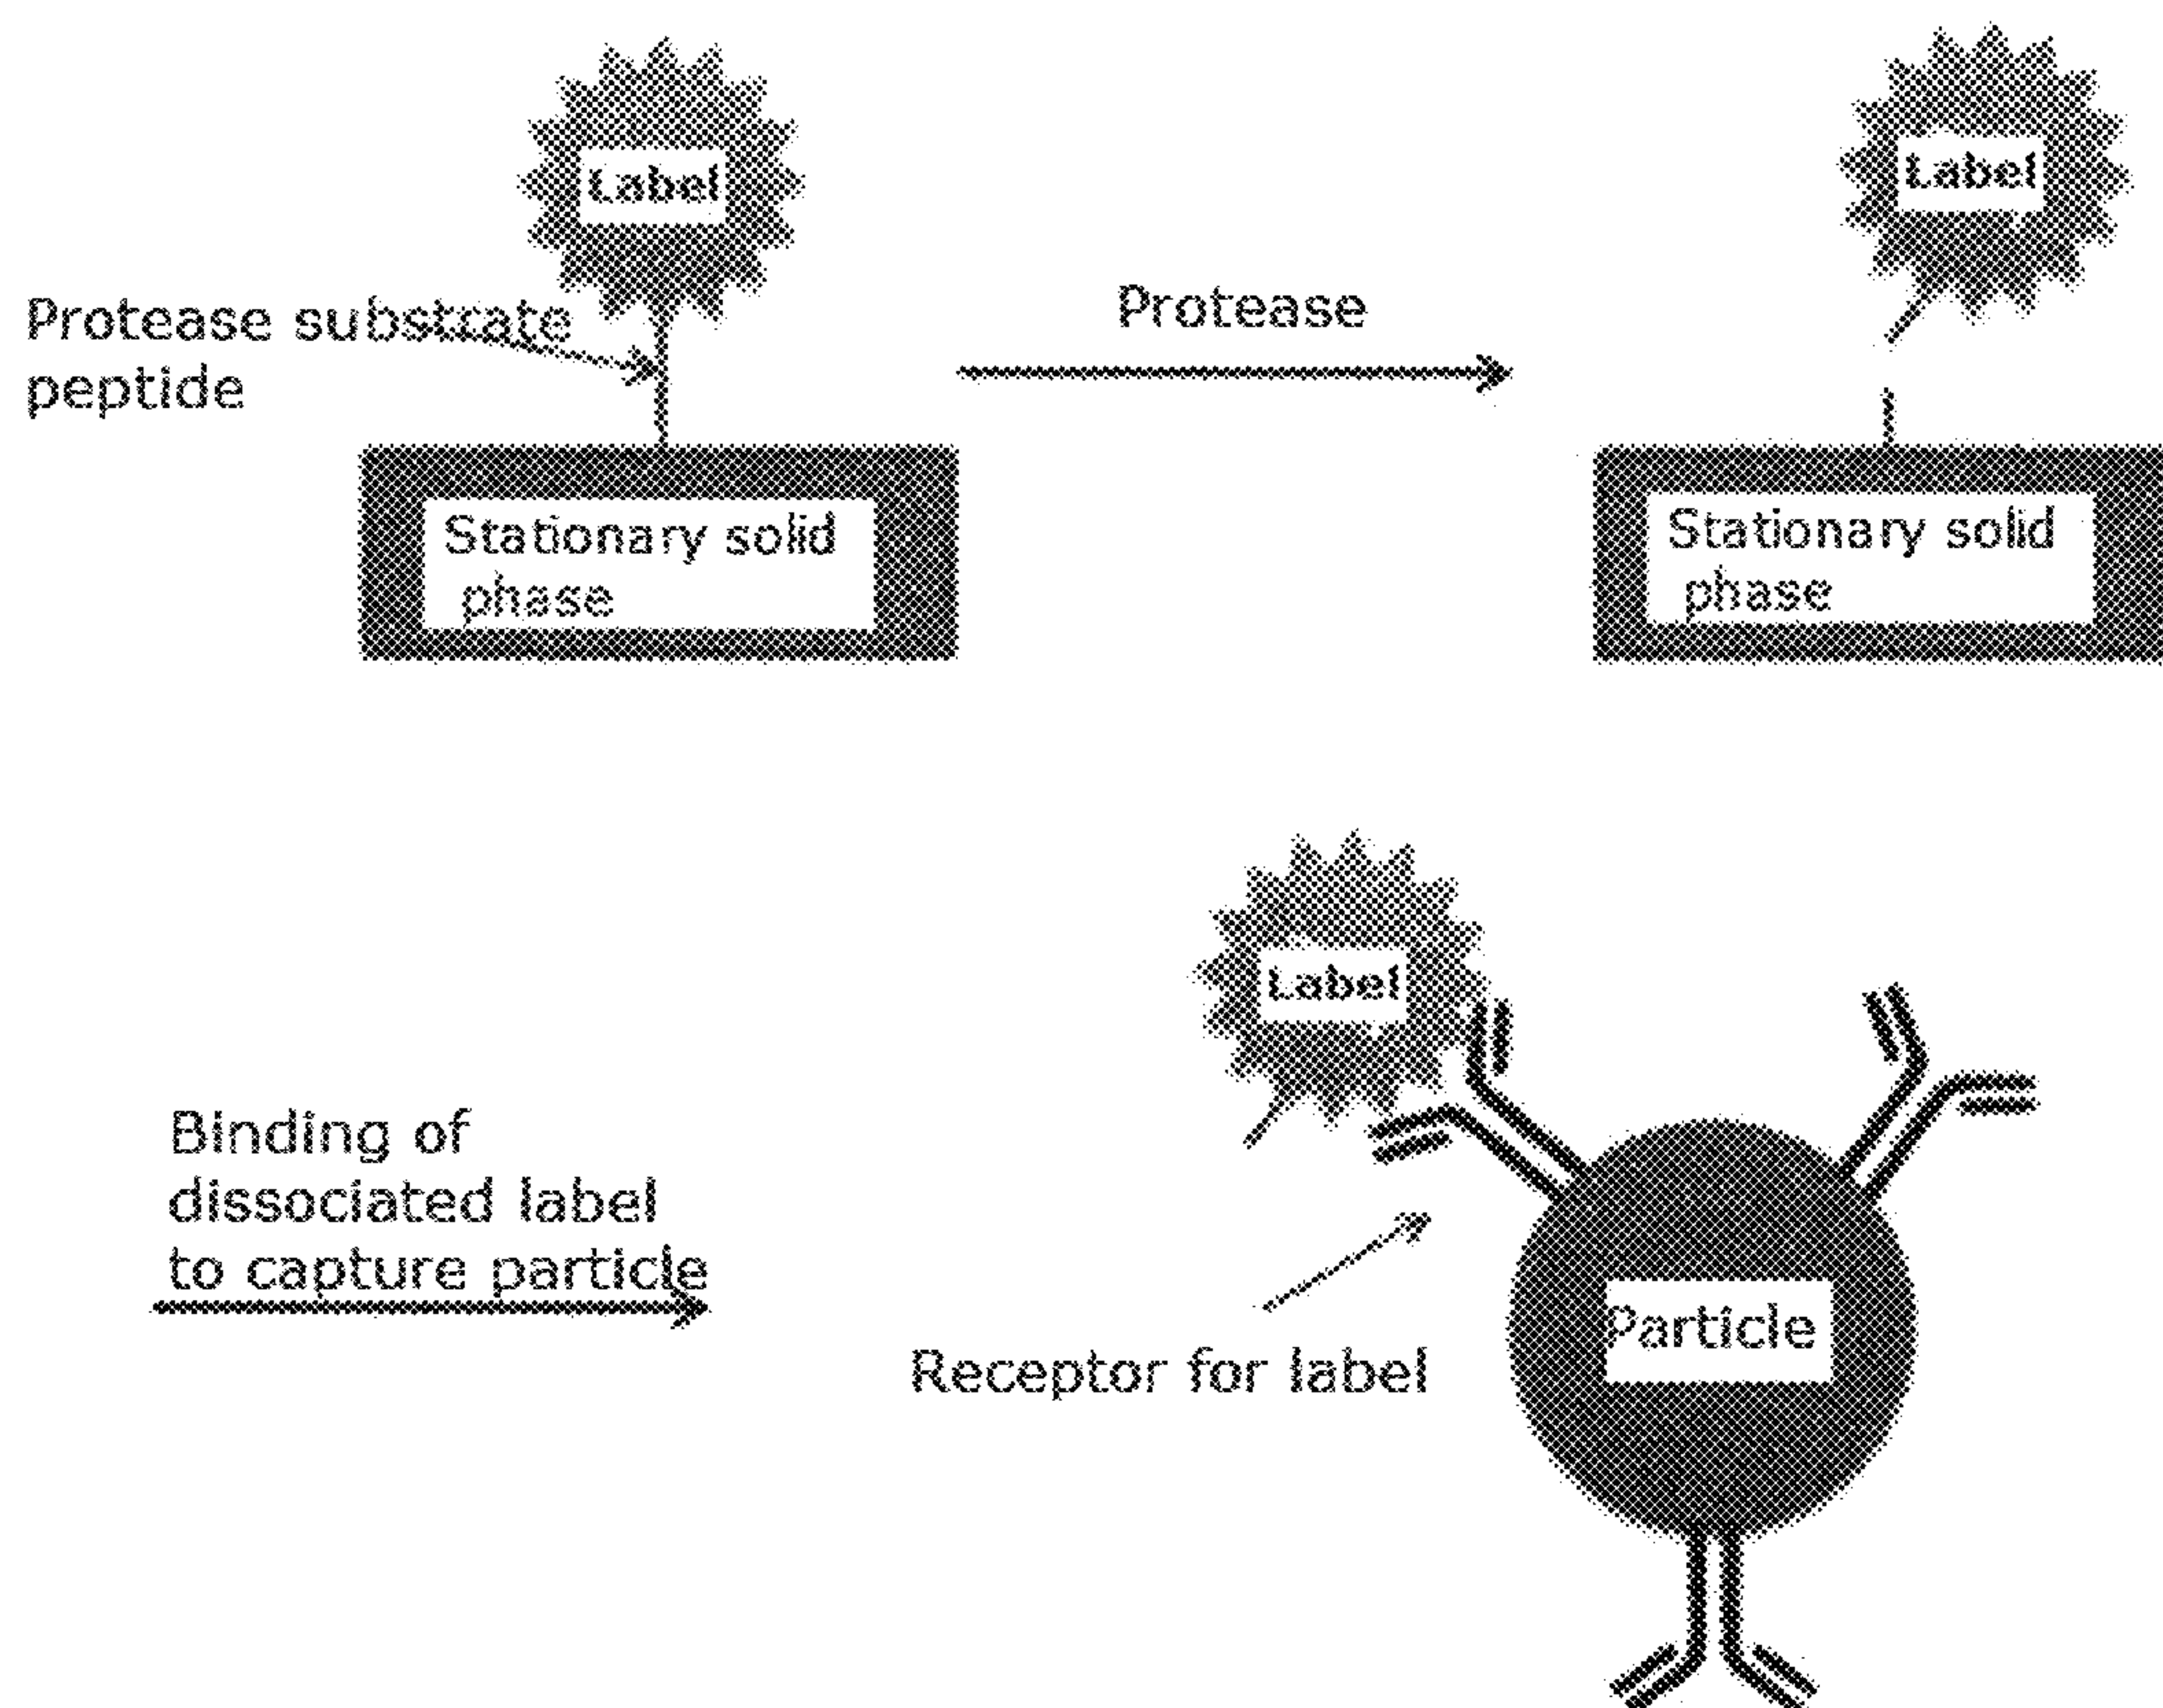 Label
Label
Protease substrate
peptide
Protease
Stationary solid
phase
Stationary solid
phase
Label
Binding of
dissociated label
to capture particle
Receptor for label
Particle